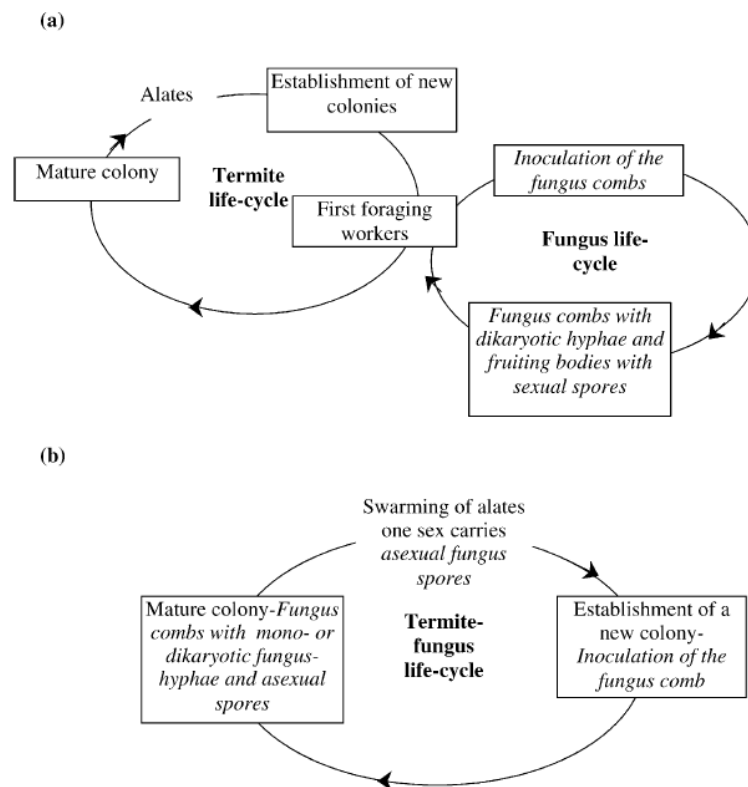 (a)
Alates
Establishment of new
colonies
Mature colony
Termite
life-cycle
First foraging
workers
Inoculation of the
fungus combs
Fungus life-
cycle
Fungus combs with
dikaryotic hyphae and
fruiting bodies with
sexual spores
(b)
Swarming of alates
one sex carries
asexual fungus
spores
Mature colony-Fungus
combs with mono- or
dikaryotic fungus-
hyphae and asexual
spores
Termite-
fungus
life-cycle
Establishment of a
new colony-
Inoculation of the
fungus comb